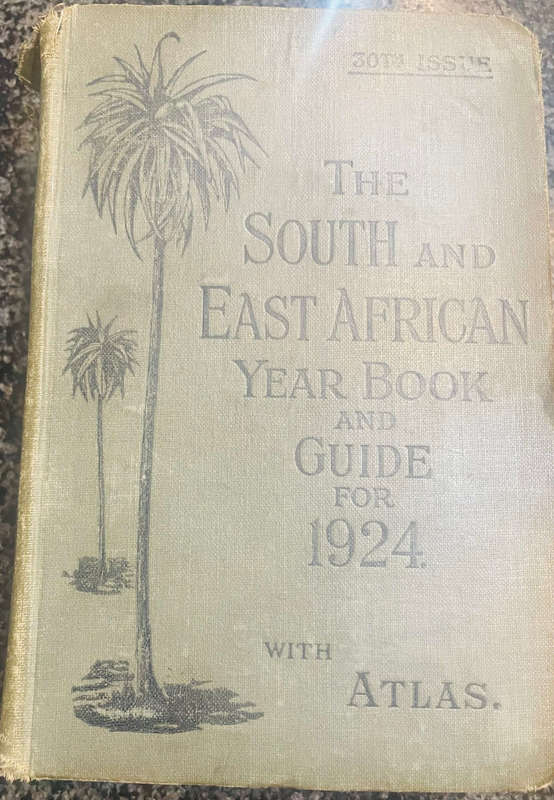 30TH ISSUE
THE
SOUTH AND
EAST AFRICAN
YEAR BOOK
AND
GUIDE
FOR
1924.
WITH
ATLAS.